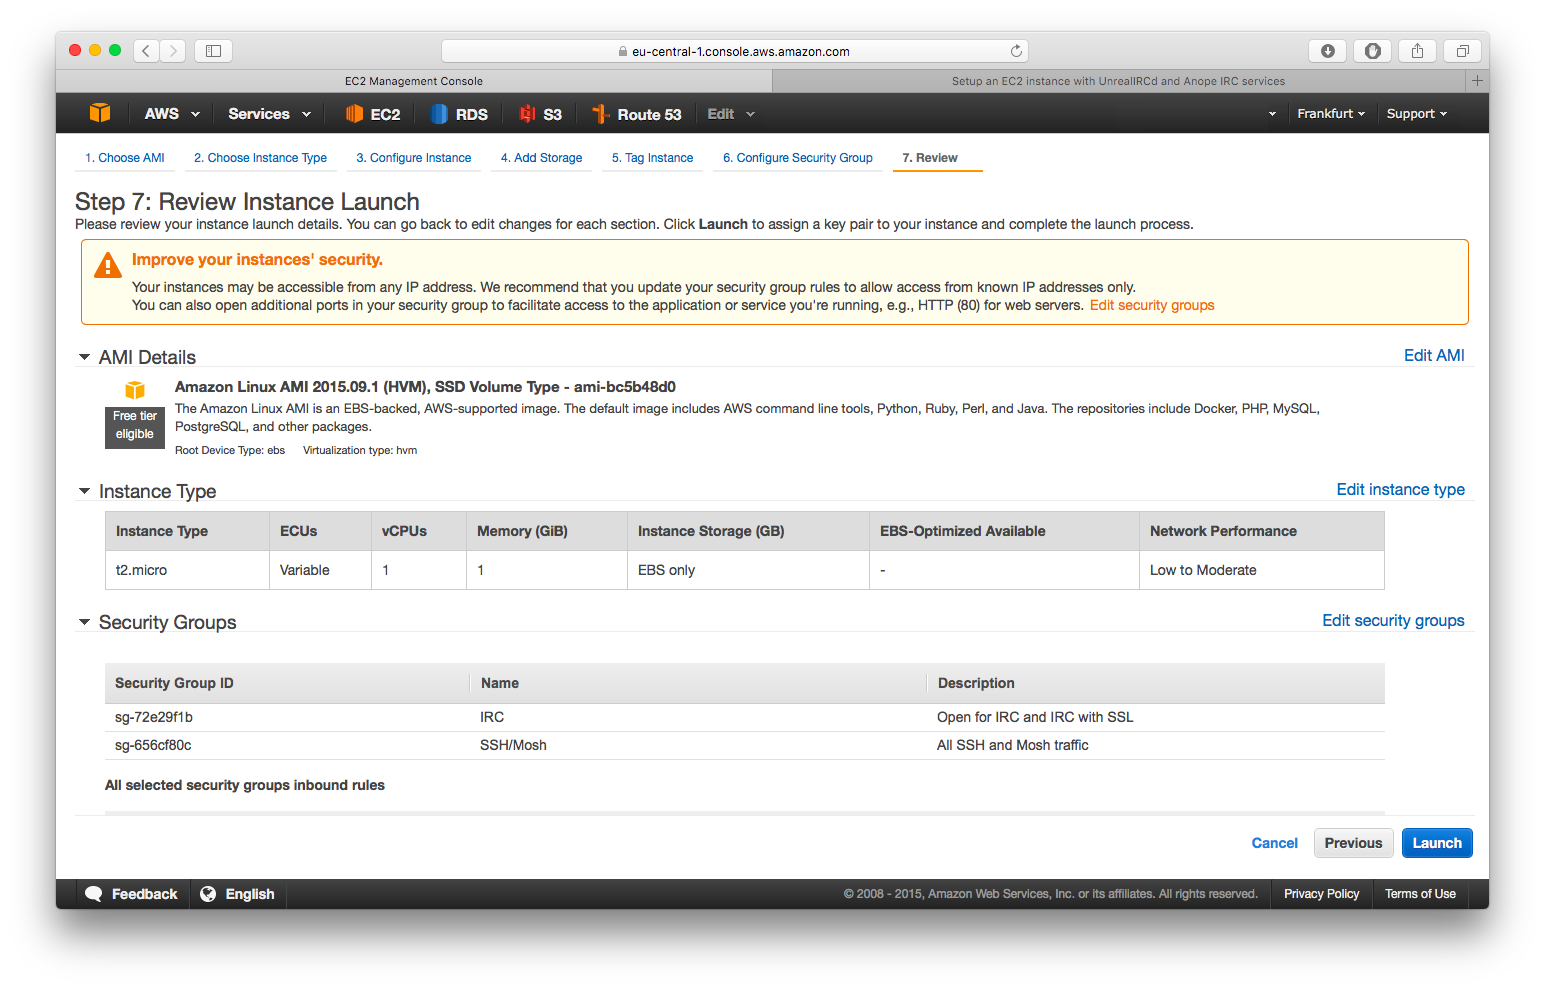 eu-central-1.console.aws.amazon.com
EC2 Management Console
Setup an EC2 instance with UnrealIRCd and Anope IRC services
AWS Services EC2 RDS S3 Route 53 Edit Frankfurt Support
1. Choose AMI 2. Choose Instance Type 3. Configure Instance 4. Add Storage 5. Tag Instance 6. Configure Security Group 7. Review
Step 7: Review Instance Launch
Please review your instance launch details. You can go back to edit changes for each section. Click Launch to assign a key pair to your instance and complete the launch process.
Improve your instances' security.
Your instances may be accessible from any IP address. We recommend that you update your security group rules to allow access from known IP addresses only.
You can also open additional ports in your security group to facilitate access to the application or service you're running, e.g., HTTP (80) for web servers. Edit security groups
AMI Details Edit AMI
Free tier
eligible
Amazon Linux AMI 2015.09.1 (HVM), SSD Volume Type - ami-bc5b48d0
The Amazon Linux AMI is an EBS-backed, AWS-supported image. The default image includes AWS command line tools, Python, Ruby, Perl, and Java. The repositories include Docker, PHP, MySQL,
PostgreSQL, and other packages.
Root Device Type: ebs Virtualization type: hvm
Instance Type Edit instance type
Instance Type ECUs vCPUs Memory (GiB) Instance Storage (GB) EBS-Optimized Available Network Performance
t2.micro Variable 1 1 EBS only - Low to Moderate
Security Groups Edit security groups
Security Group ID Name Description
sg-72e29f1b IRC Open for IRC and IRC with SSL
sg-656cf80c SSH/Mosh All SSH and Mosh traffic
All selected security groups inbound rules
Cancel Previous Launch
Feedback English © 2008 - 2015, Amazon Web Services, Inc. or its affiliates. All rights reserved. Privacy Policy Terms of Use